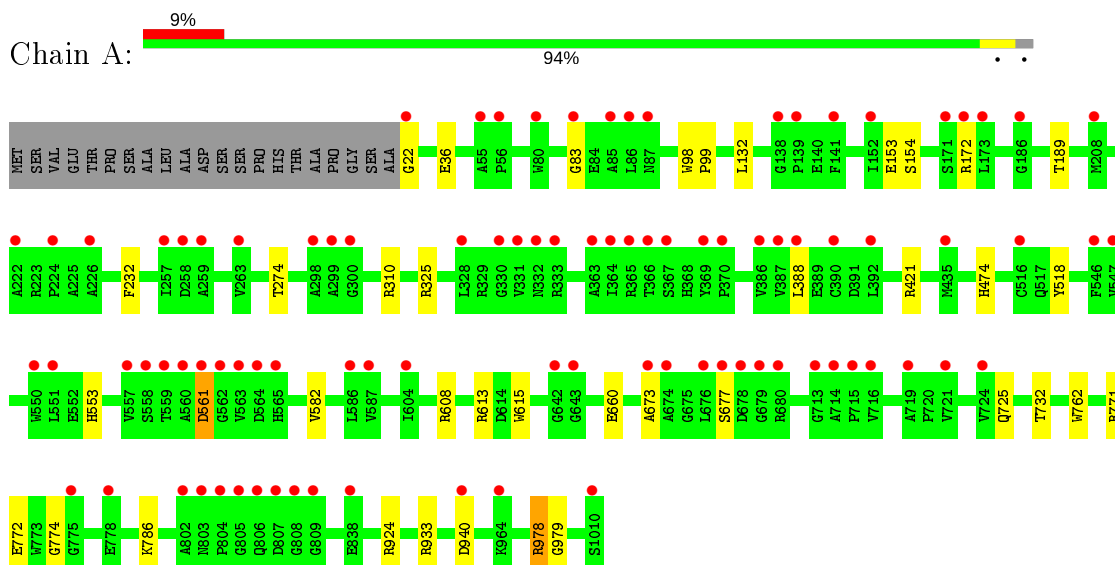 9%
Chain A:
94%
MET SER VAL GLU THR PRO SER ALA LEU ALA ASP SER SER PRO HIS THR ALA PRO GLY SER ALA G22 E36 A55 P56 W80 G83 E84 A85 L86 N87 W98 P99 L132 G138 P139 E140 F141 I152 E153 S154 S171 R172 L173 G186 T189 M208
A222 R223 P224 A225 A226 F232 I257 D258 A259 V263 T274 A298 A299 G300 R310 R325 L328 R329 G330 V331 N332 R333 A363 I364 R365 T366 S367 H368 Y369 P370 V386 V387 L388 E389 C390 D391 L392 R421 M435 H474 C516 Q517 Y518 F546 V547
W550 L551 E552 H553 V557 S558 T559 A560 D561 G562 V563 D564 H565 V582 L586 V587 I604 R608 R613 D614 W615 G642 G643 E660 A673 A674 G675 L676 S677 D678 G679 R680 G713 A714 P715 V716 A719 P720 V721 V724 Q725 T732 W762
E772 W773 G774 G775 E778 K786 A802 N803 P804 G805 Q806 D807 G808 G809 E838 R924 R933 D940 K964 R978 G979 S1010